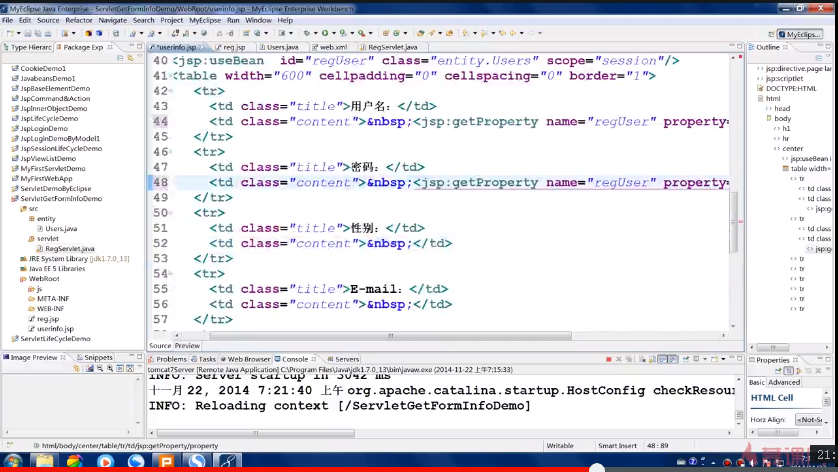 MyEclipse Java Enterprise - ServletGetFormInfoDemo/WebRoot/userinfo.jsp - MyEclipse Enterprise Workbench
File Edit Source Refactor Navigate Search Project MyEclipse Run Window Help
MyEclips...
Type Hierarc
Package Exp
*userinfo.jsp
reg.jsp
Users.java
web.xml
RegServlet.java
Outline
CookieDemo1
Javabeans01
JspBasetDemo
JspCommand&Action
JspInnerObjectDemo
JspLifeCycleDemo
JspLoginDemo
JspLoginDemoByModel1
JspSessionLifeCycleDemo
JspViewListDemo
MyFirstServletDemo
MyFirstWebApp
ServletDemoByEclipse
ServletGetFormInfoDemo
src
entity
Users.java
servlet
RegServlet.java
JRE System Library [jdk1.7.0_13]
Java EE 5 Libraries
WebRoot
js
META-INF
WEB-INF
reg.jsp
userinfo.jsp
ServletLifeCycleDemo
40 <jsp:useBean  id="regUser" class="entity.Users" scope="session"/>
41 <table width="600" cellpadding="0" cellspacing="0" border="1">
42 <tr>
43 <td class="title">用户名：</td>
44 <td class="content">&nbsp;<jsp:getProperty name="regUser" property=
45 </tr>
46 <tr>
47 <td class="title">密码：</td>
48 <td class="content">&nbsp;<jsp:getProperty name="regUser" property=
49 </tr>
50 <tr>
51 <td class="title">性别：</td>
52 <td class="content">&nbsp;</td>
53 </tr>
54 <tr>
55 <td class="title">E-mail：</td>
56 <td class="content">&nbsp;</td>
57 </tr>
Source Preview
jsp:directive.page lan
jsp:scriptlet
DOCTYPE:HTML
html
head
body
h1
hr
center
jsp:useBean i
table width=
tr
td class
td class
jsp:
tr
td class
td class
jsp:g
tr
tr
tr
tr
Image Preview
Snippets
Problems
Tasks
Web Browser
Console
Servers
tomcat7Server [Remote Java Application] C:\Program Files\Java\jdk1.7.0_13\bin\javaw.exe (2014-11-22 上午7:15:33)
INFO: Server startup in 3042 ms
十一月 22, 2014 7:21:40 上午 org.apache.catalina.startup.HostConfig checkResou
INFO: Reloading context [/ServletGetFormInfoDemo]
Properties
Basic Advanced
HTML Cell
Horz Align: <Not-S
html/body/center/table/tr/td/jsp:getProperty/property
Writable
Smart Insert
48 : 89